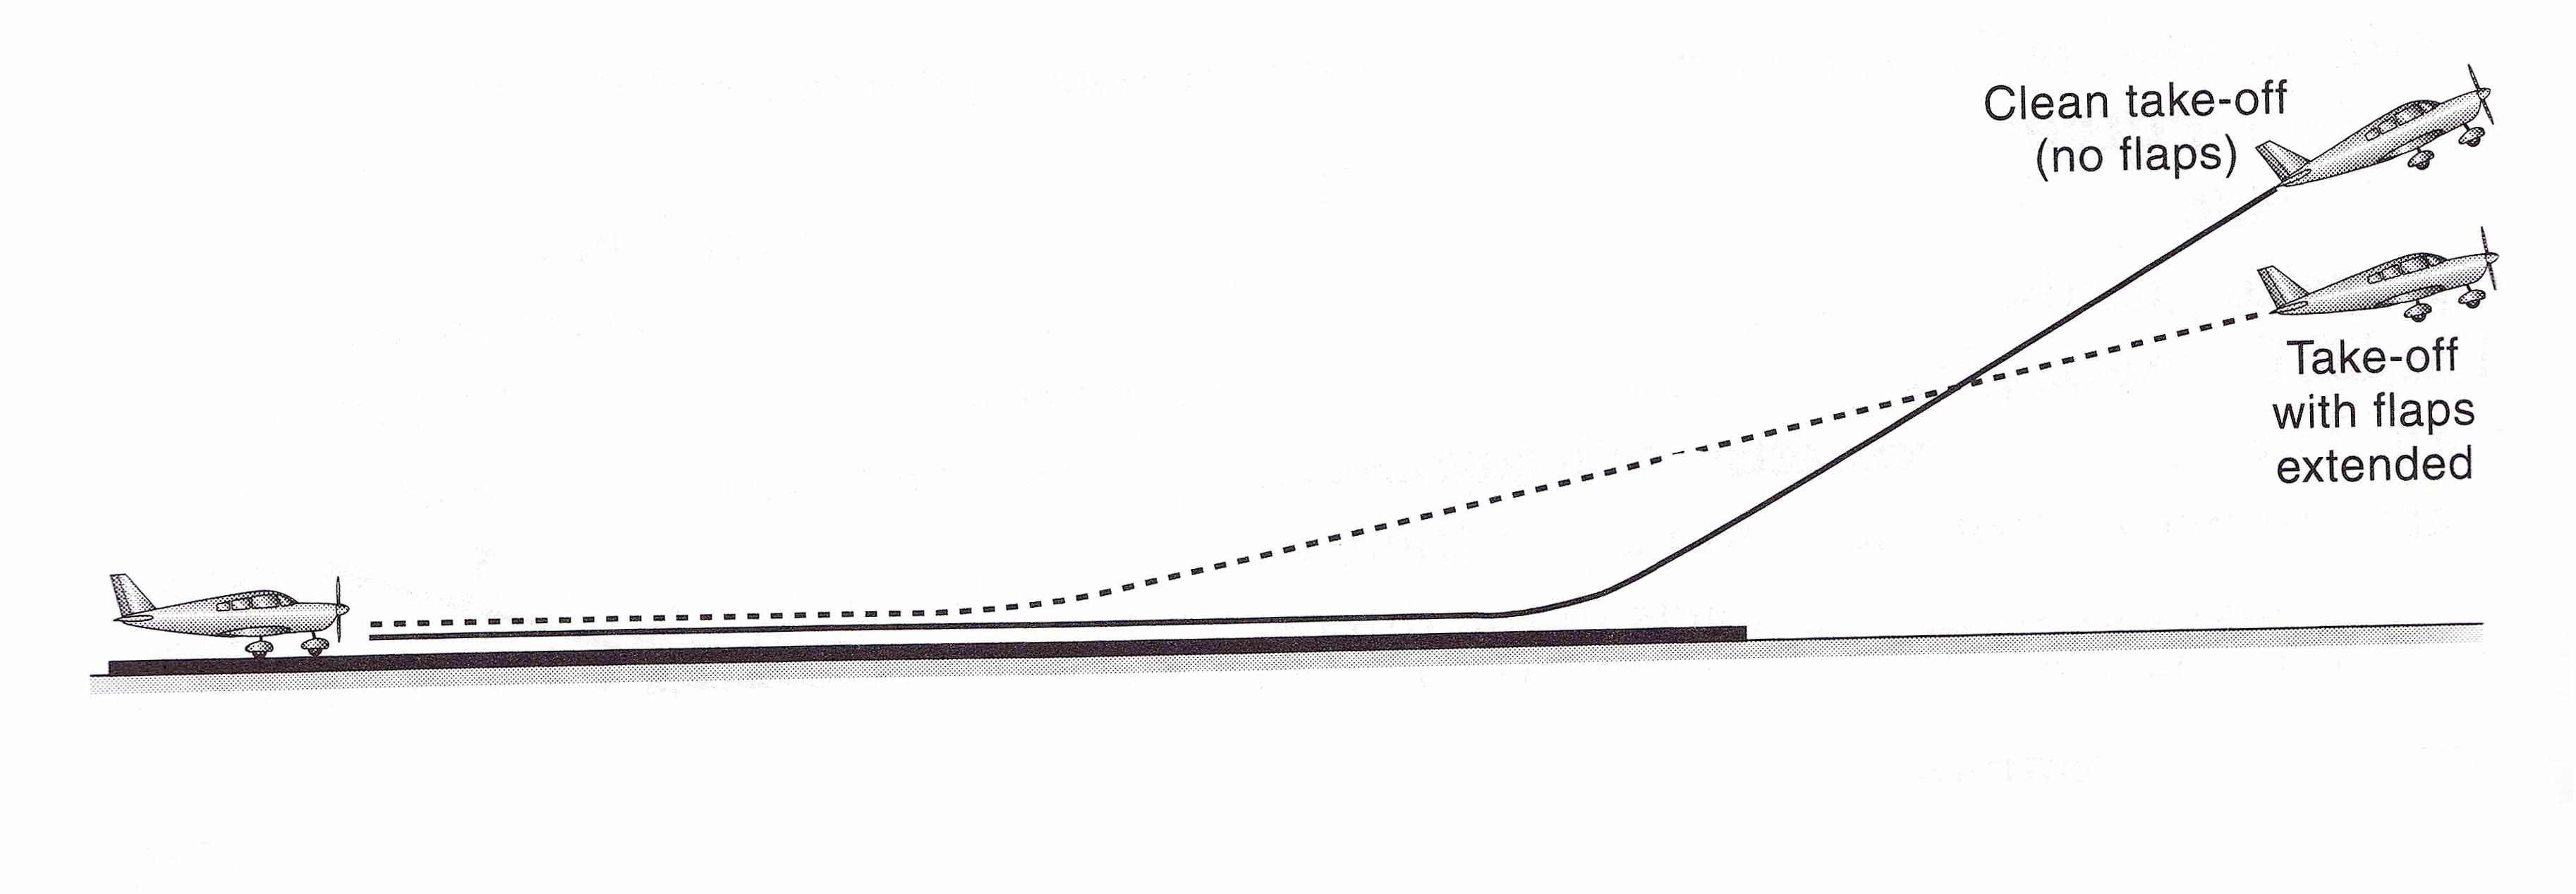 Clean take-off
(no flaps)
Take-off
with flaps
extended